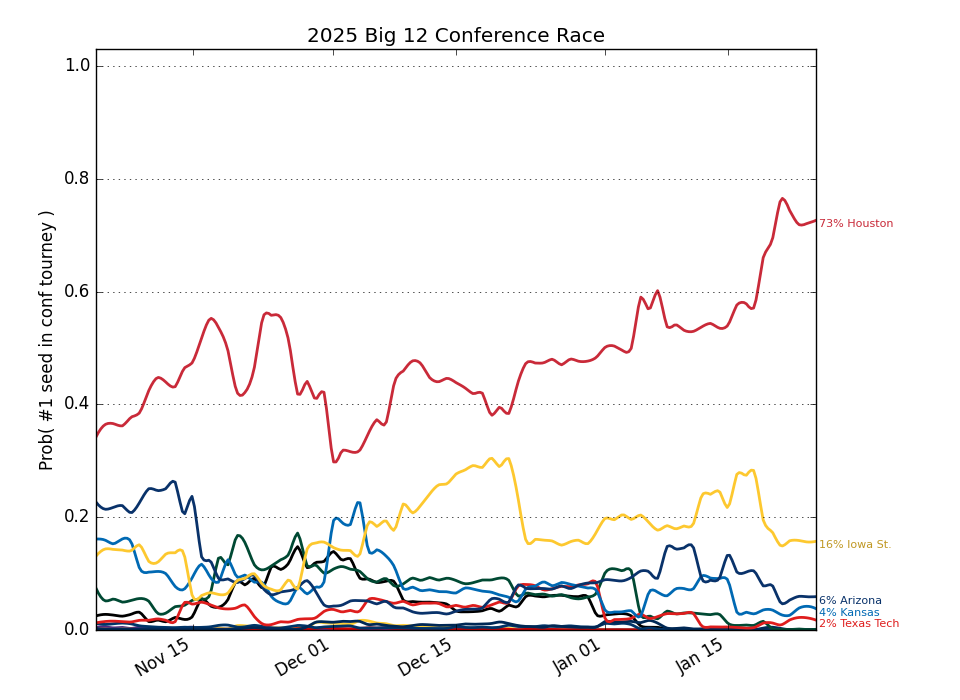 2025 Big 12 Conference Race
Prob( #1 seed in conf tourney )
1.0
0.8
0.6
0.4
0.2
0.0
73% Houston
16% Iowa St.
6% Arizona
4% Kansas
2% Texas Tech
Nov 15
Dec 01
Dec 15
Jan 01
Jan 15